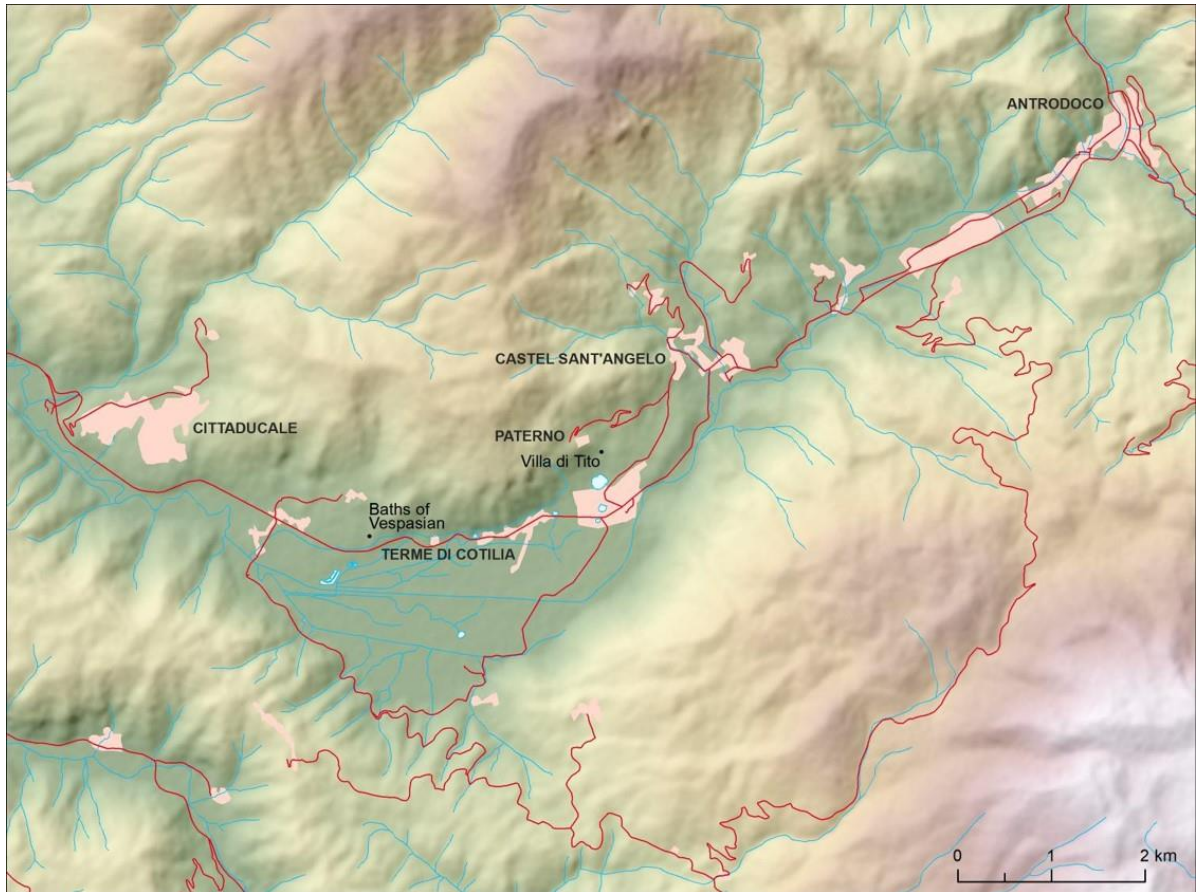 ANTRODOCO
CASTEL SANT'ANGELO
CITTADUCALE
PATERNO
Villa di Tito
Baths of
Vespasian
TERME DI COTILIA
0 1 2 km